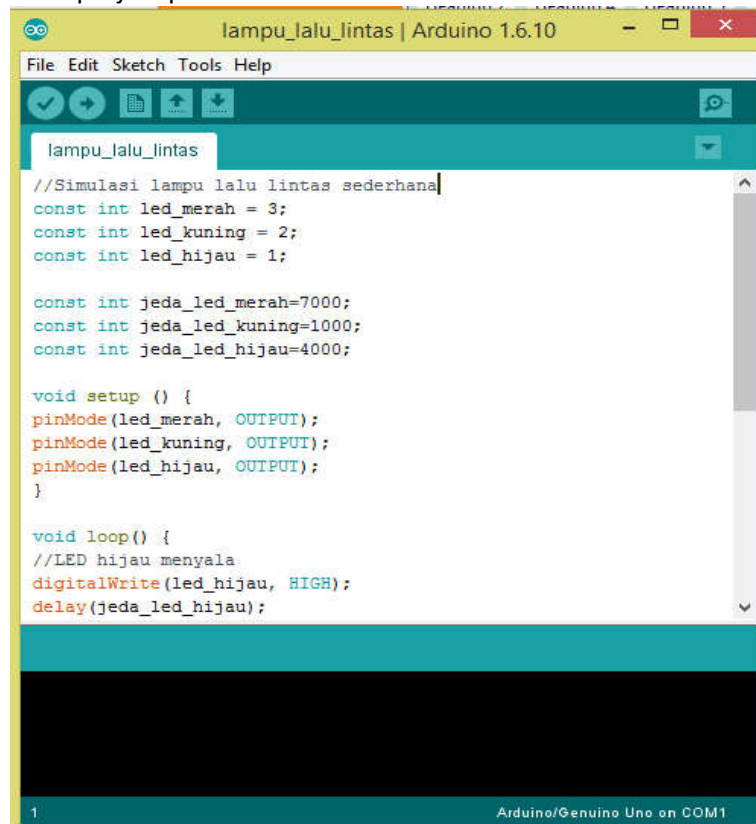 lampu_lalu_lintas | Arduino 1.6.10
File Edit Sketch Tools Help
lampu_lalu_lintas
//Simulasi lampu lalu lintas sederhana
const int led_merah = 3;
const int led_kuning = 2;
const int led_hijau = 1;
const int jeda_led_merah=7000;
const int jeda_led_kuning=1000;
const int jeda_led_hijau=4000;
void setup () {
pinMode(led_merah, OUTPUT);
pinMode(led_kuning, OUTPUT);
pinMode(led_hijau, OUTPUT);
}
void loop() {
//LED hijau menyala
digitalWrite(led_hijau, HIGH);
delay(jeda_led_hijau);
1
Arduino/Genuino Uno on COM1